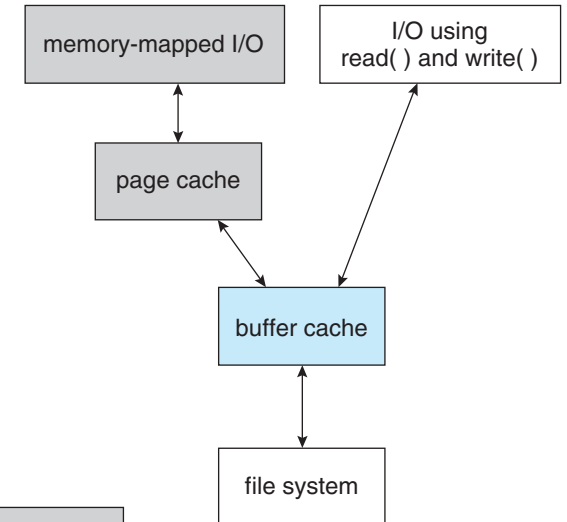 memory-mapped I/O
I/O using
read( ) and write( )
page cache
buffer cache
file system